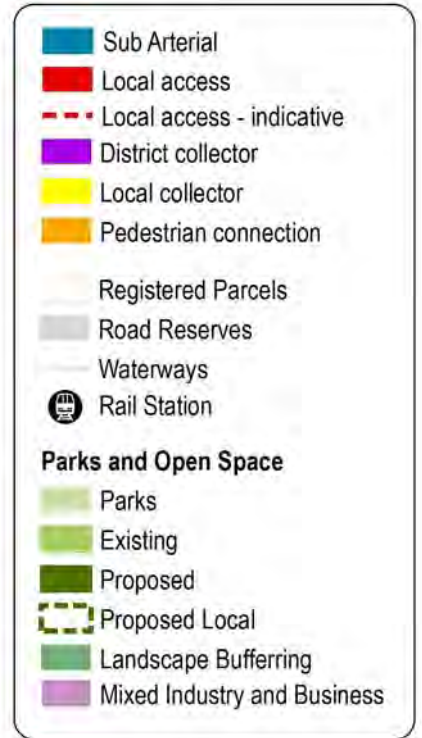 Sub Arterial
Local access
Local access - indicative
District collector
Local collector
Pedestrian connection
Registered Parcels
Road Reserves
Waterways
Rail Station
Parks and Open Space
Parks
Existing
Proposed
Proposed Local
Landscape Bufferring
Mixed Industry and Business